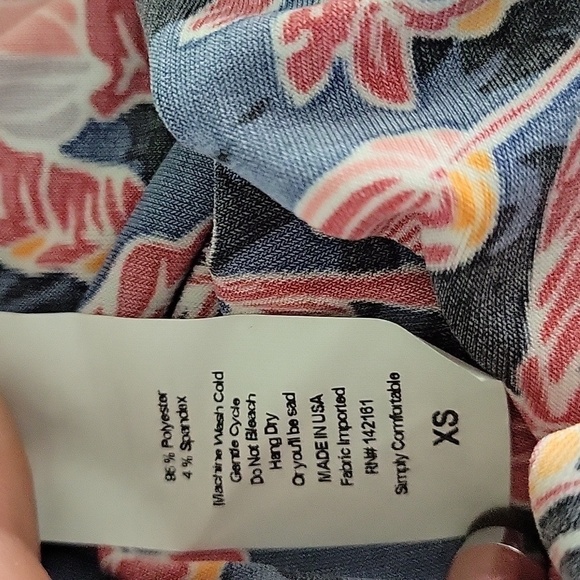 96 % Polyester
4 % Spandex
Machine Wash Cold
Gentle Cycle
Do Not Bleach
Hang Dry
Or you'll be sad
MADE IN USA
Fabric Imported
RN# 142161
Simply Comfortable
XS